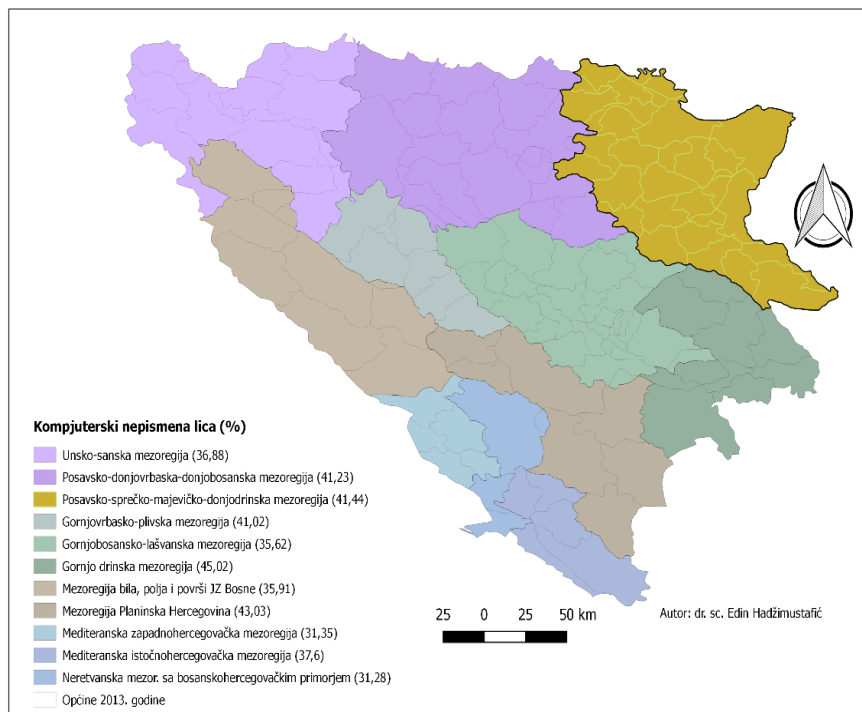 Kompjuterski nepismena lica (%)
Unsko-sanska mezoregija (36,88)
Posavsko-donjovrbaska-donjobosanska mezoregija (41,23)
Posavsko-sprečko-majevičko-donjodrinska mezoregija (41,44)
Gornjovrbasko-plivska mezoregija (41,02)
Gornjobosansko-lašvanska mezoregija (35,62)
Gornjo drinska mezoregija (45,02)
Mezoregija bila, polja i površi JZ Bosne (35,91)
Mezoregija Planinska Hercegovina (43,03)
Mediteranska zapadnohercegovačka mezoregija (31,35)
Mediteranska istočnohercegovačka mezoregija (37,6)
Neretvanska mezor. sa bosanskohercegovačkim primorjem (31,28)
Općine 2013. godine
25 0 25 50 km
Autor: dr. sc. Edin Hadžimustafić